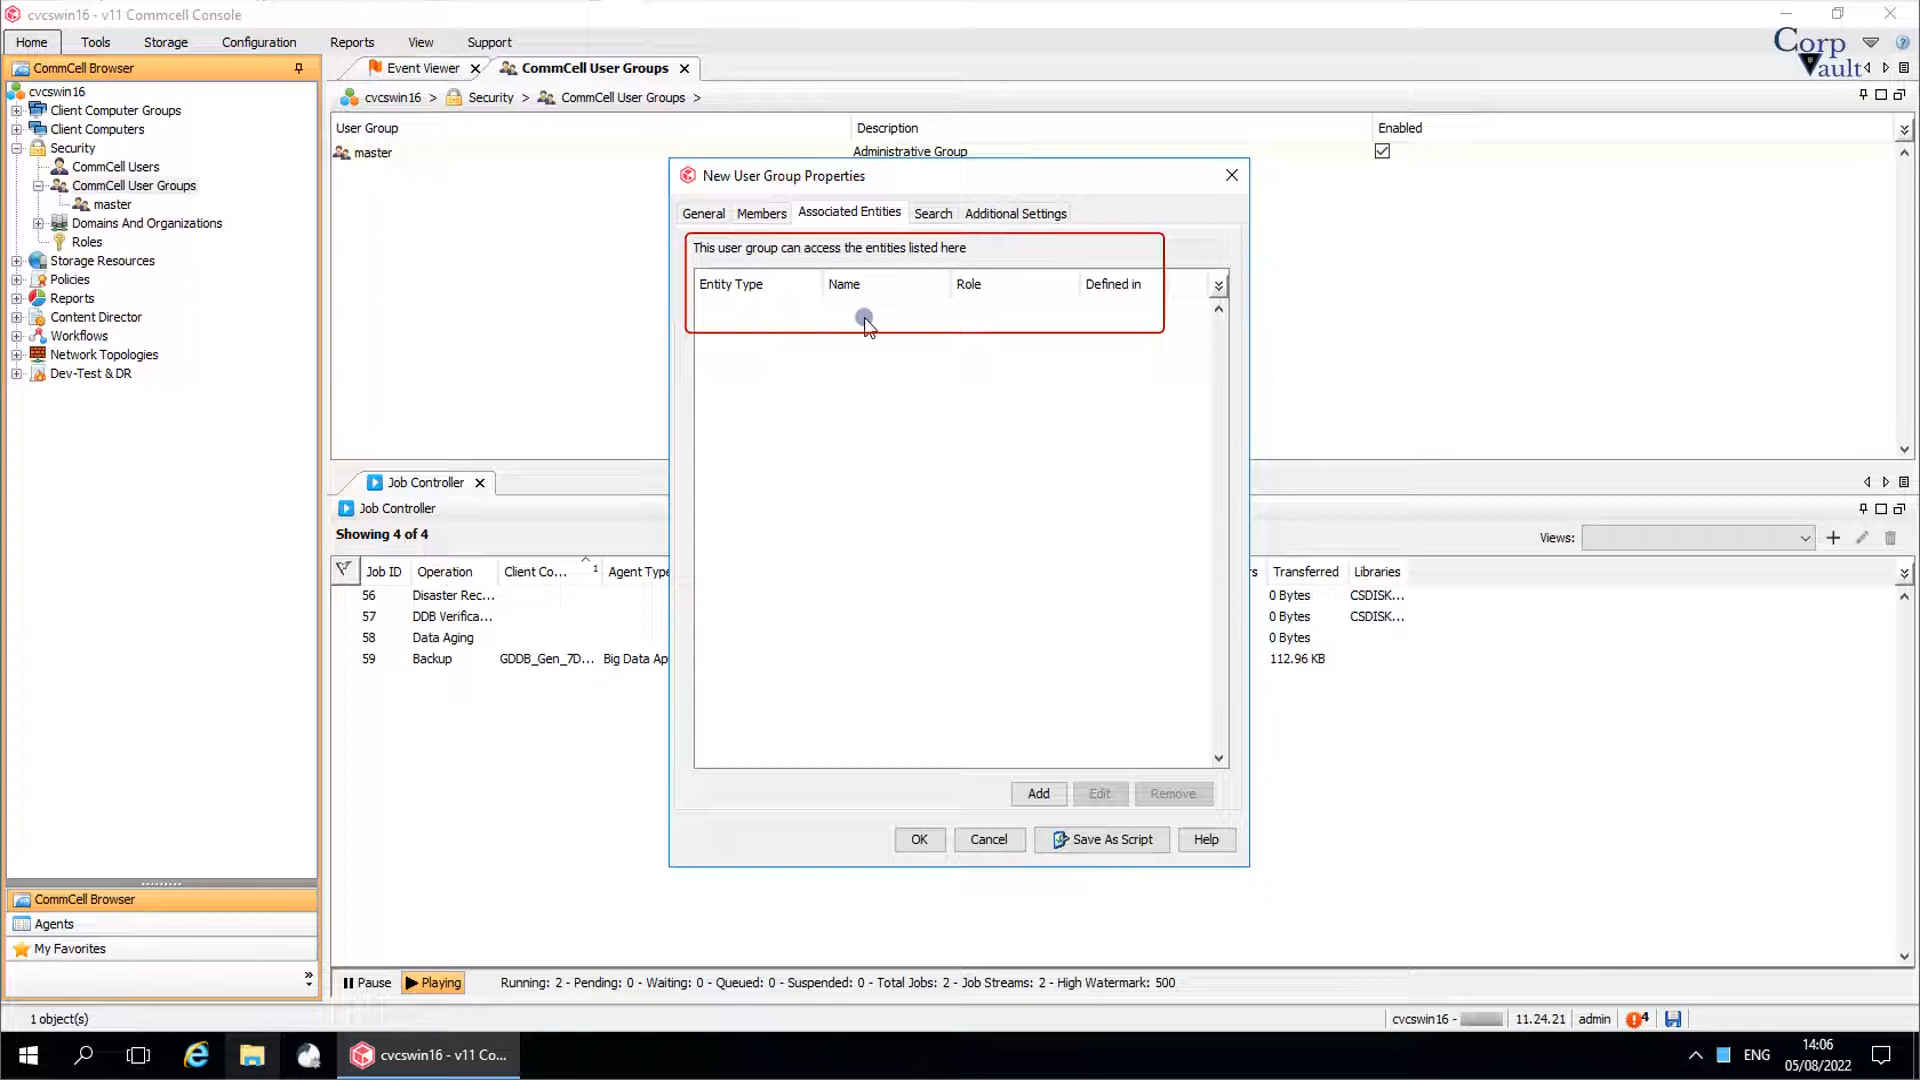 cvcswin16 - v11 Commcell Console
Home Tools Storage Configuration Reports View Support
Corp Vault
CommCell Browser
cvcswin16
Client Computer Groups
Client Computers
Security
CommCell Users
CommCell User Groups
master
Domains And Organizations
Roles
Storage Resources
Policies
Reports
Content Director
Workflows
Network Topologies
Dev-Test & DR
CommCell Browser
Agents
My Favorites
»
Event Viewer CommCell User Groups
cvcswin16 > Security > CommCell User Groups >
User Group Description Enabled
master Administrative Group
New User Group Properties
General Members Associated Entities Search Additional Settings
This user group can access the entities listed here
Entity Type Name Role Defined in
Add Edit Remove
OK Cancel Save As Script Help
Job Controller
Job Controller
Showing 4 of 4
Views:
Job ID Operation Client Co... 1 Agent Type s Transferred Libraries
56 Disaster Rec... 0 Bytes CSDISK...
57 DDB Verifica... 0 Bytes CSDISK...
58 Data Aging 0 Bytes
59 Backup GDDB_Gen_7D... Big Data Ap 112.96 KB
Pause Playing Running: 2 - Pending: 0 - Waiting: 0 - Queued: 0 - Suspended: 0 - Total Jobs: 2 - Job Streams: 2 - High Watermark: 500
1 object(s) cvcswin16 - 11.24.21 admin 4
cvcswin16 - v11 Co... ENG 14:06
05/08/2022